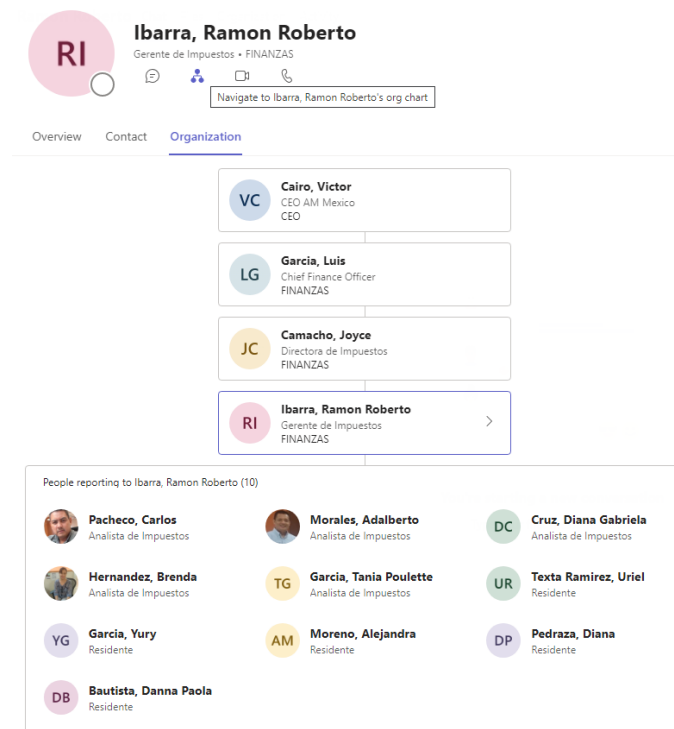 RI
Ibarra, Ramon Roberto
Gerente de Impuestos • FINANZAS
Navigate to Ibarra, Ramon Roberto's org chart
Overview Contact Organization
VC
Cairo, Victor
CEO AM Mexico
CEO
LG
Garcia, Luis
Chief Finance Officer
FINANZAS
JC
Camacho, Joyce
Directora de Impuestos
FINANZAS
RI
Ibarra, Ramon Roberto
Gerente de Impuestos
FINANZAS
People reporting to Ibarra, Ramon Roberto (10)
Pacheco, Carlos
Analista de Impuestos
Morales, Adalberto
Analista de Impuestos
DC
Cruz, Diana Gabriela
Analista de Impuestos
Hernandez, Brenda
Analista de Impuestos
TG
Garcia, Tania Poulette
Analista de Impuestos
UR
Texta Ramirez, Uriel
Residente
YG
Garcia, Yury
Residente
AM
Moreno, Alejandra
Residente
DP
Pedraza, Diana
Residente
DB
Bautista, Danna Paola
Residente